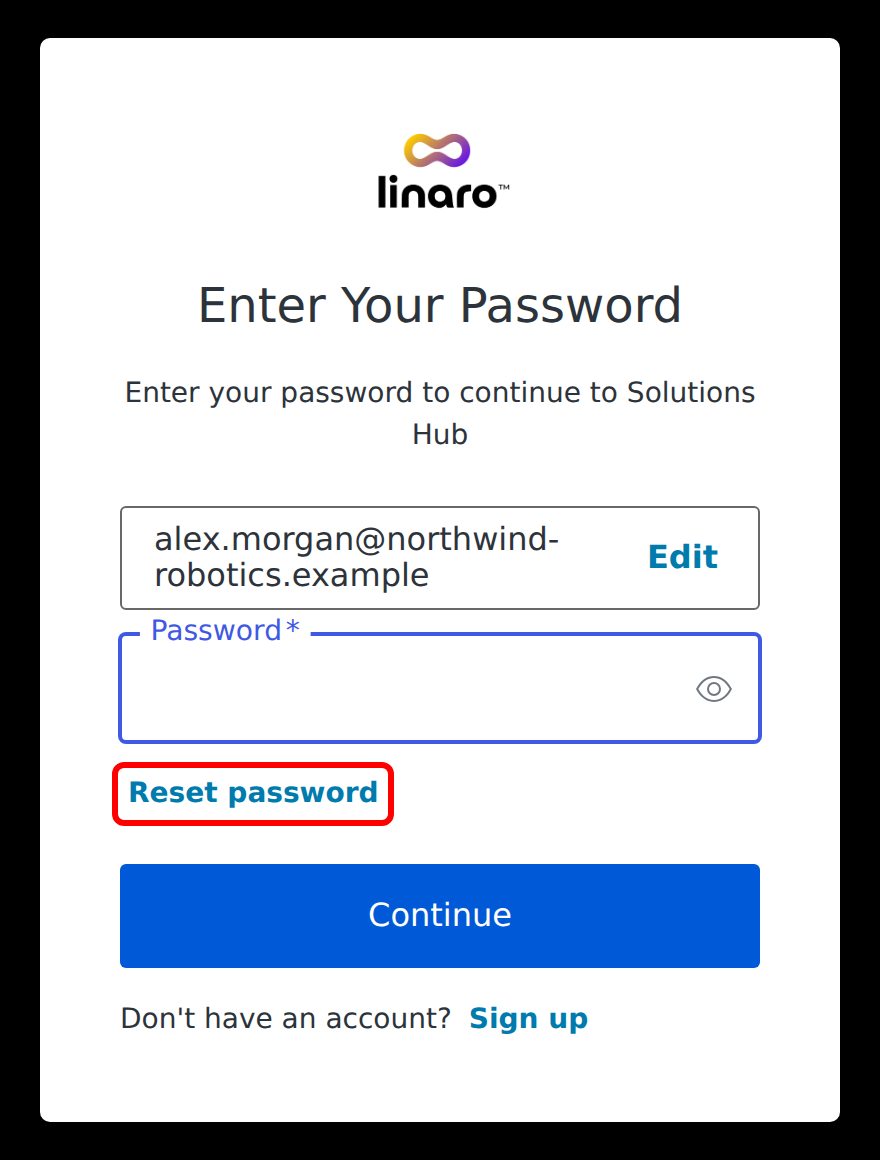 linaro™
Enter Your Password
Enter your password to continue to Solutions
Hub
alex.morgan@northwind-
robotics.example
Edit
Password*
Reset password
Continue
Don't have an account? Sign up